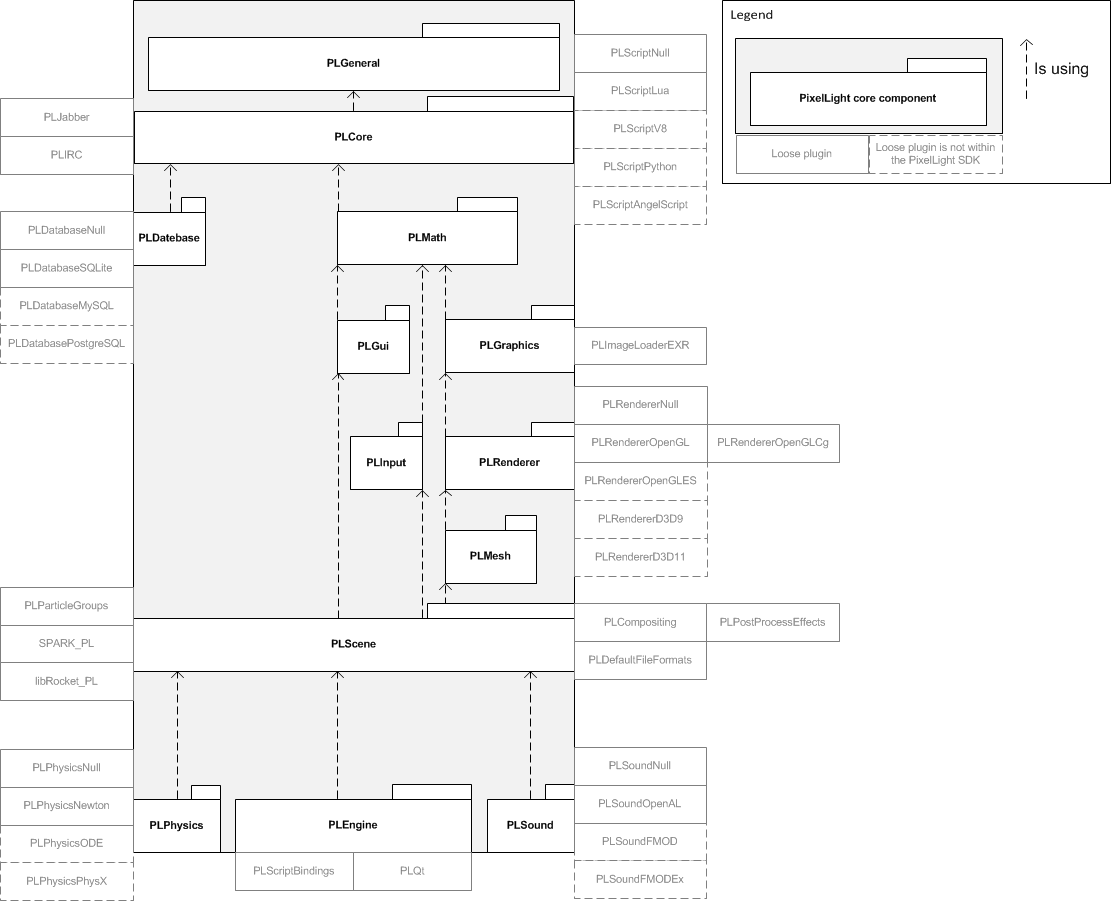 PLGeneral
PLCore
PLJabber
PLIRC
PLScriptNull
PLScriptLua
PLScriptV8
PLScriptPython
PLScriptAngelScript
Legend
PixelLight core component
Is using
Loose plugin
Loose plugin is not within
the PixelLight SDK
PLDatebase
PLMath
PLDatabaseNull
PLDatabaseSQLite
PLDatabaseMySQL
PLDatabasePostgreSQL
PLGui
PLGraphics
PLImageLoaderEXR
PLInput
PLRenderer
PLRendererNull
PLRendererOpenGL
PLRendererOpenGLCg
PLRendererOpenGLES
PLRendererD3D9
PLRendererD3D11
PLMesh
PLScene
PLParticleGroups
SPARK_PL
libRocket_PL
PLCompositing
PLPostProcessEffects
PLDefaultFileFormats
PLPhysics
PLEngine
PLSound
PLPhysicsNull
PLPhysicsNewton
PLPhysicsODE
PLPhysicsPhysX
PLScriptBindings
PLQt
PLSoundNull
PLSoundOpenAL
PLSoundFMOD
PLSoundFMODEx